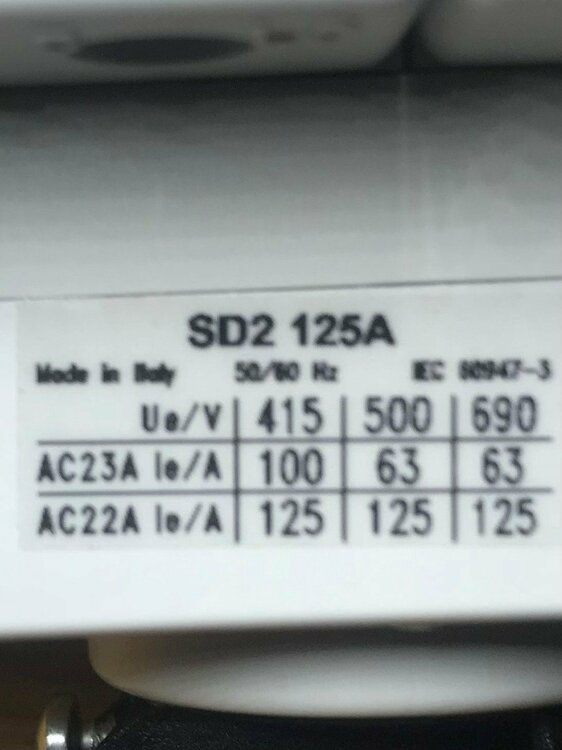 SD2 125A
Made in Italy 50/60 Hz IEC 60947-3
Ue/V 415 500 690
AC23A Ie/A 100 63 63
AC22A Ie/A 125 125 125